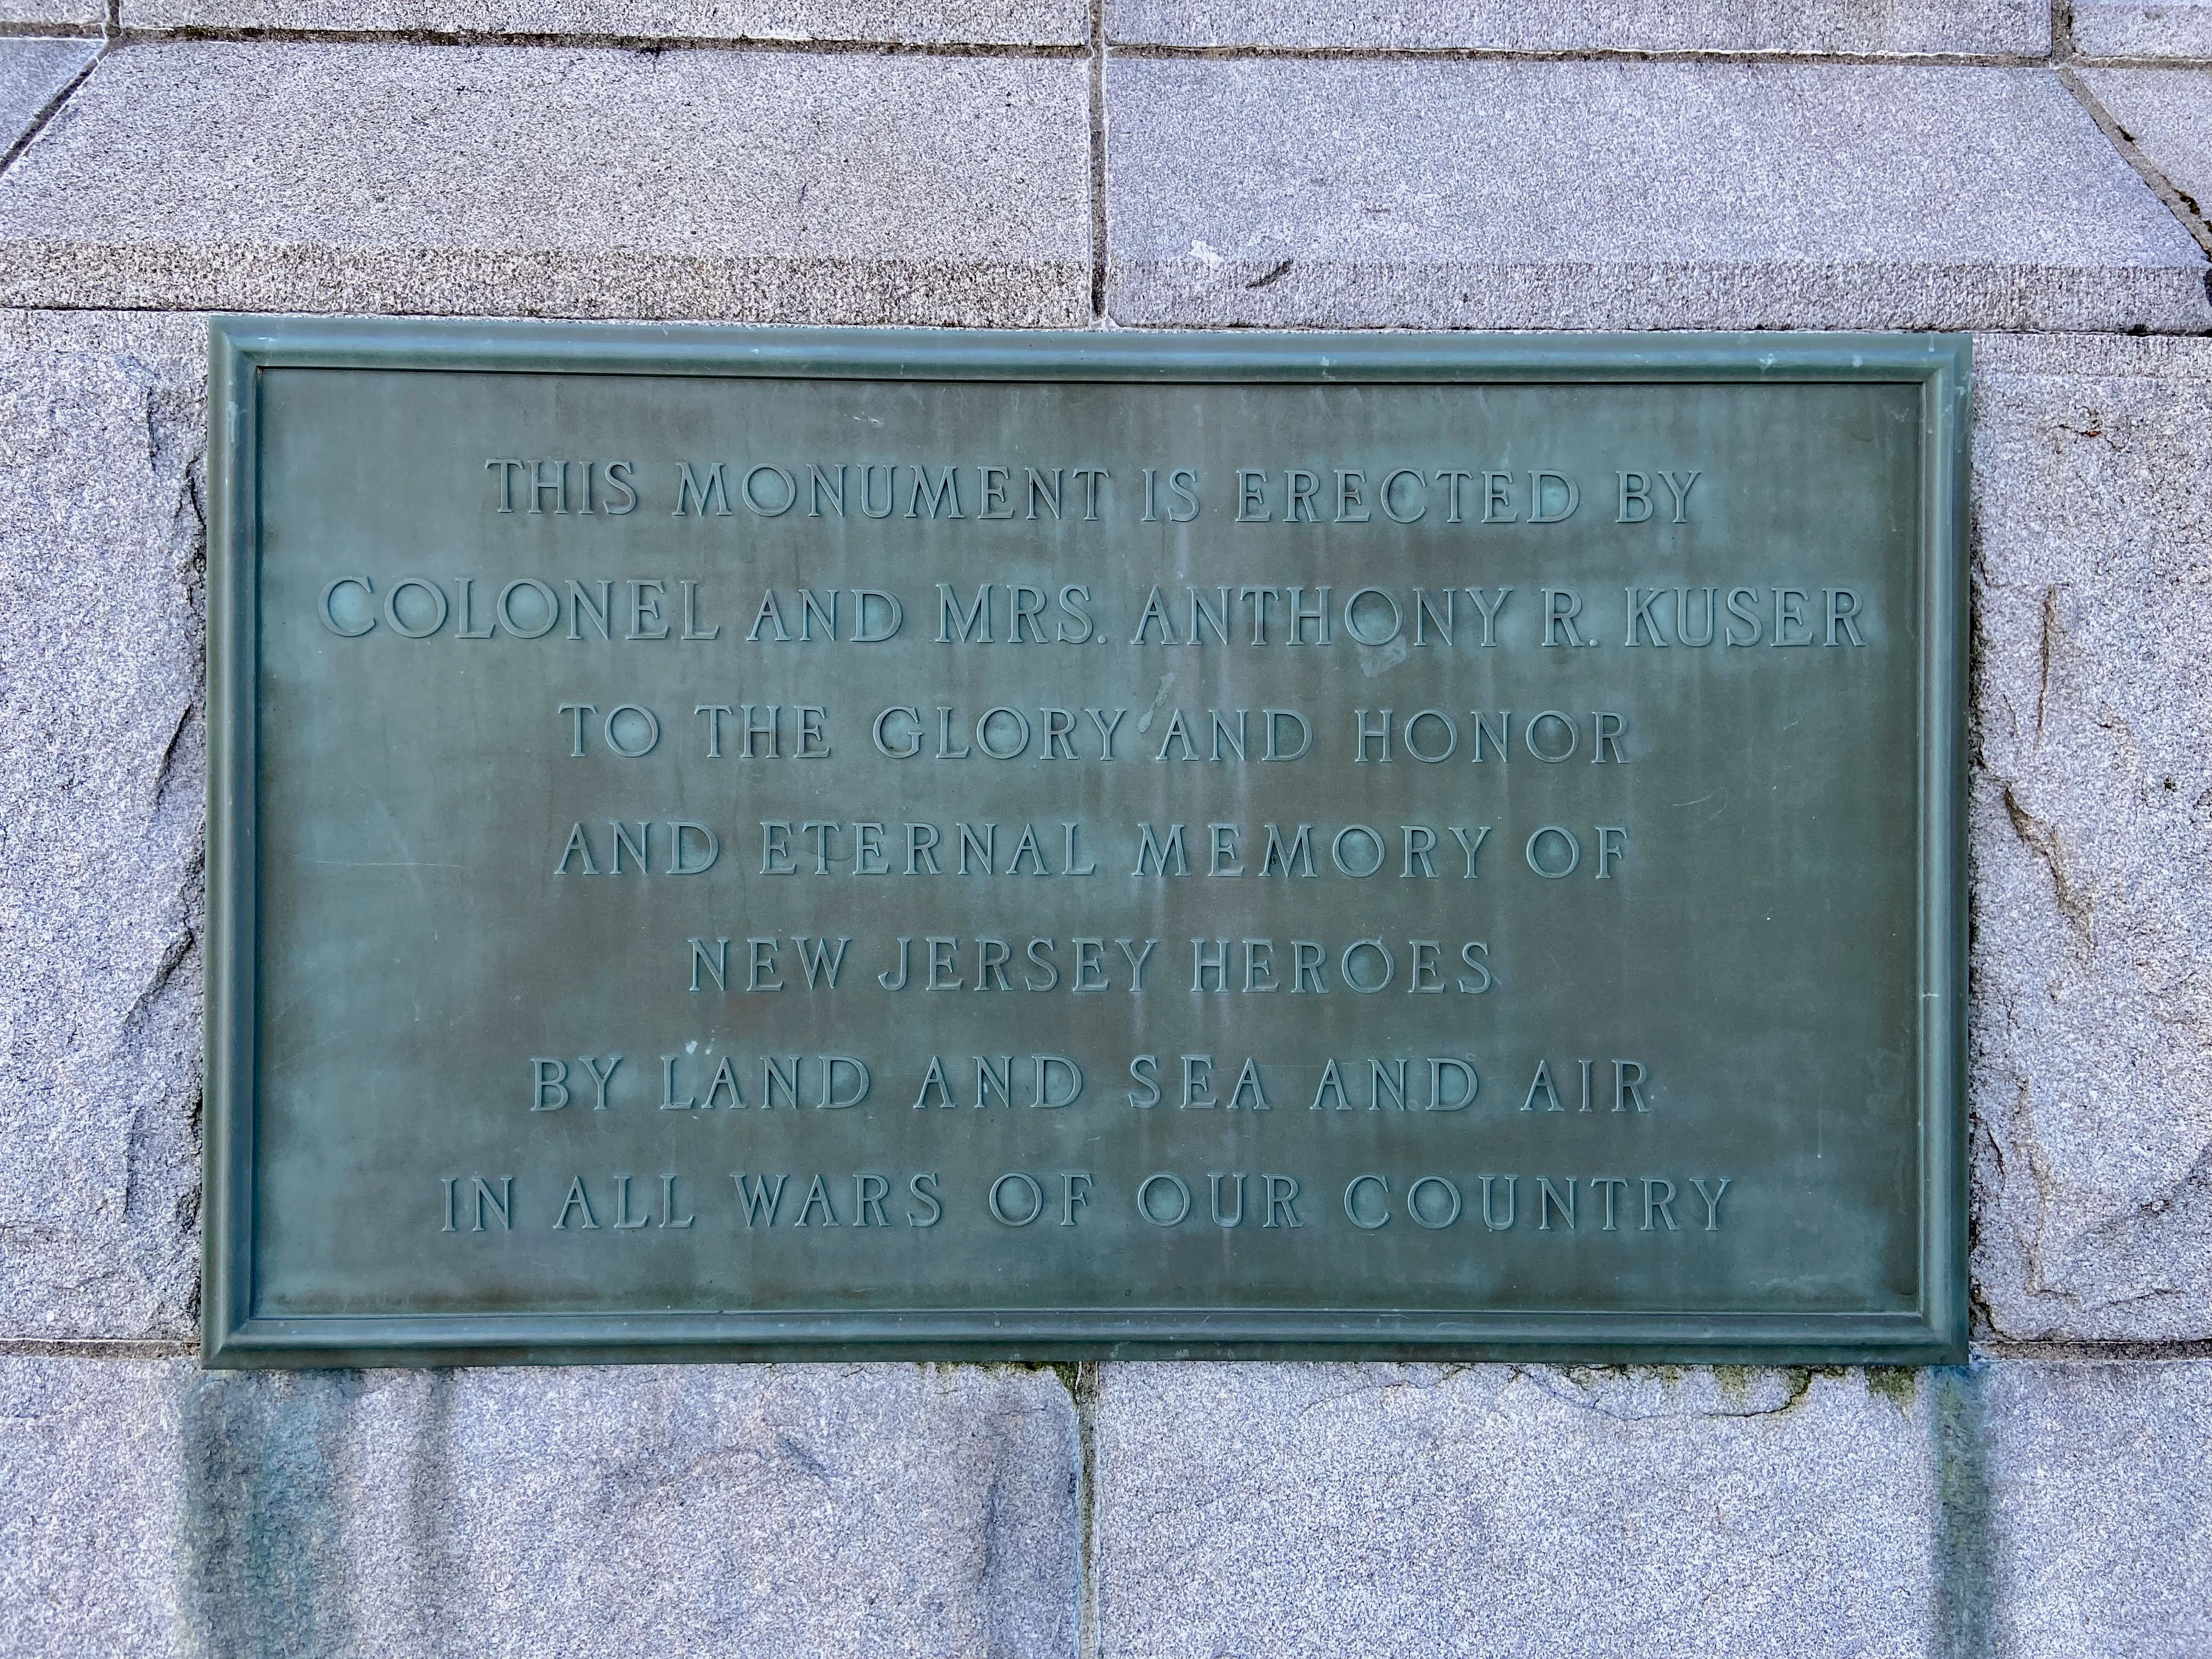 THIS MONUMENT IS ERECTED BY
COLONEL AND MRS. ANTHONY R. KUSER
TO THE GLORY AND HONOR
AND ETERNAL MEMORY OF
NEW JERSEY HEROES
BY LAND AND SEA AND AIR
IN ALL WARS OF OUR COUNTRY